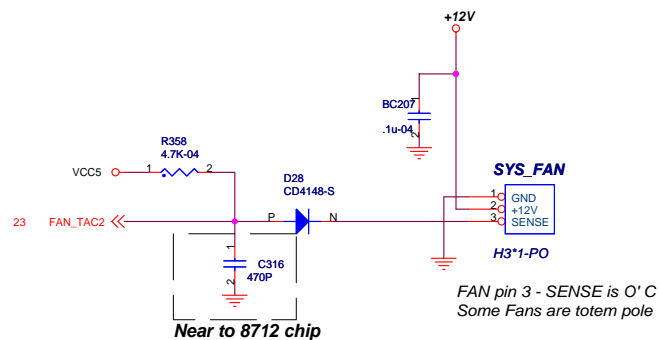 +12V
BC207
1
2
.1u-04
R358
4.7K-04
VCC5
1
2
D28
CD4148-S
SYS_FAN
1
GND
2
+12V
3
SENSE
23
FAN_TAC2
P
N
1
C316
2
470P
H3*1-PO
FAN pin 3 - SENSE is O' C
Some Fans are totem pole
Near to 8712 chip